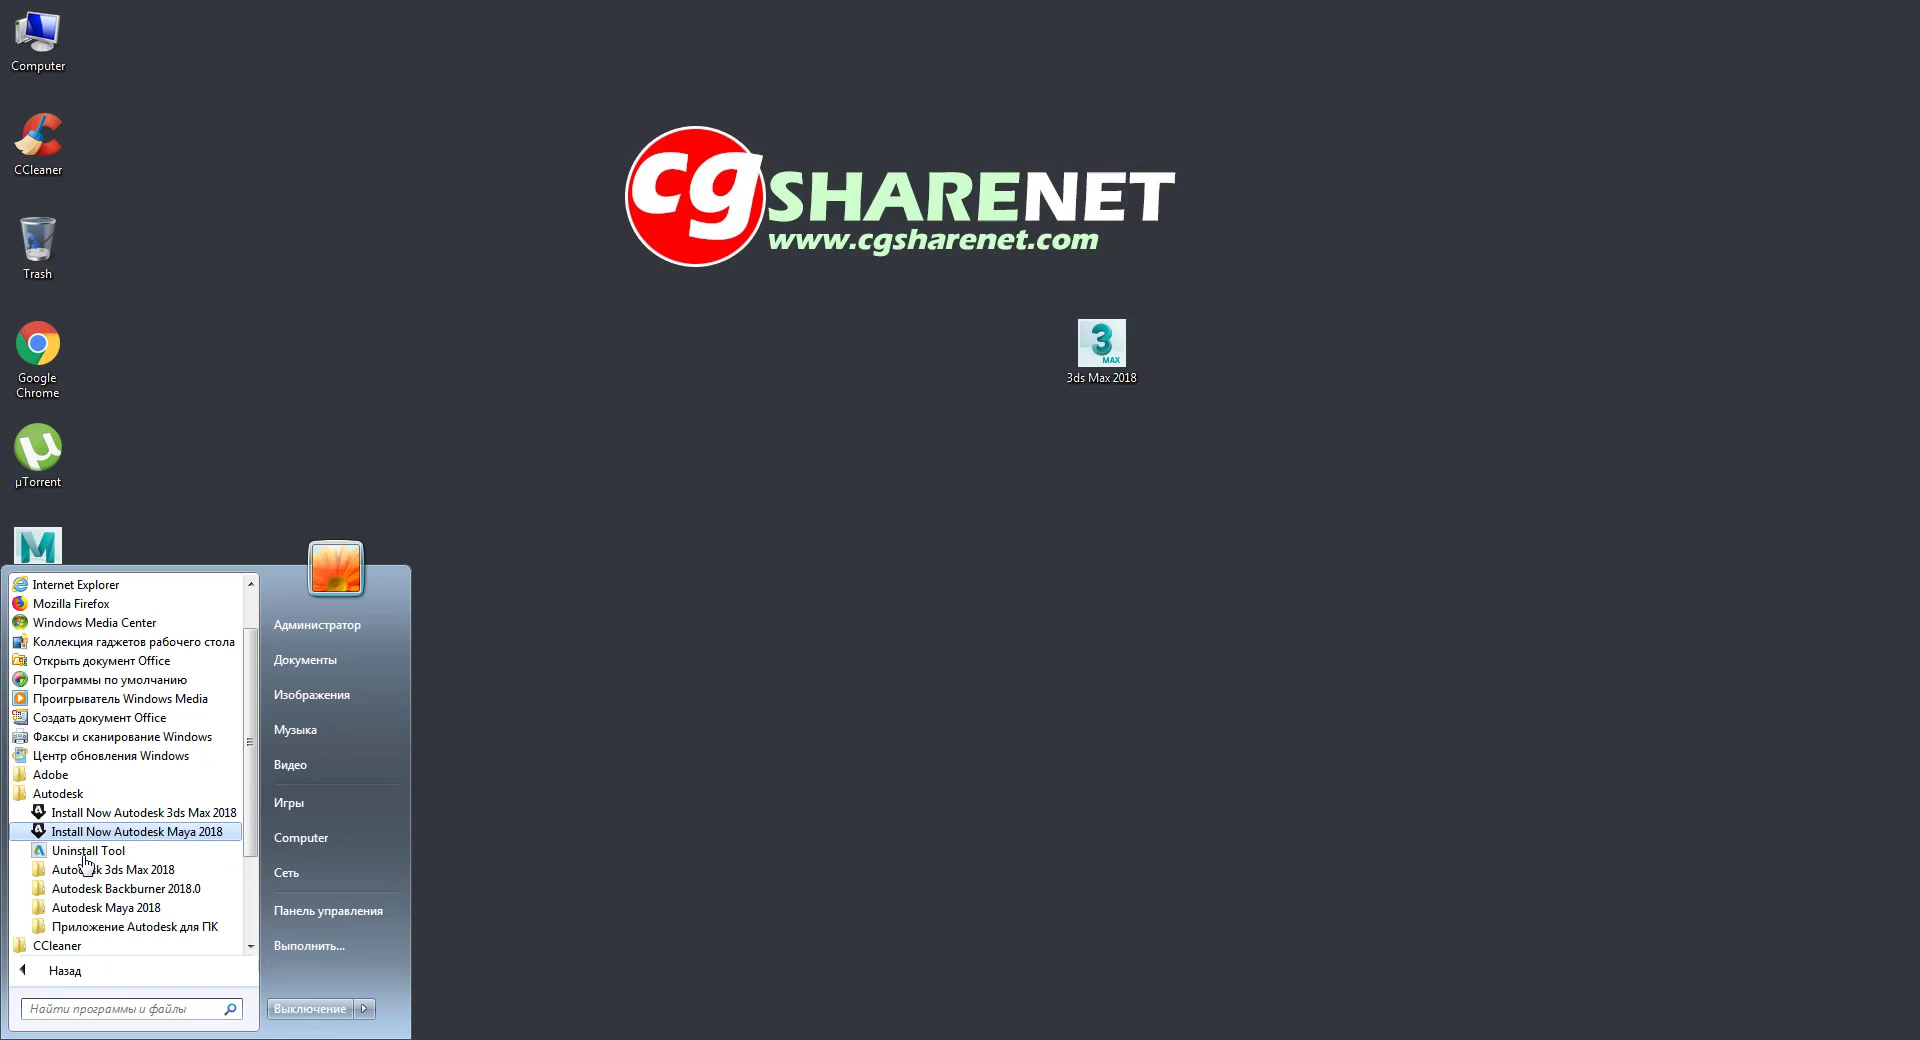 Computer
CCleaner
Trash
Google
Chrome
µTorrent
cgSHARENET
www.cgsharenet.com
3
MAX
3ds Max 2018
M
Internet Explorer
Mozilla Firefox
Windows Media Center
Коллекция гаджетов рабочего стола
Открыть документ Office
Программы по умолчанию
Проигрыватель Windows Media
Создать документ Office
Факсы и сканирование Windows
Центр обновления Windows
Adobe
Autodesk
Install Now Autodesk 3ds Max 2018
Install Now Autodesk Maya 2018
Uninstall Tool
Autodesk 3ds Max 2018
Autodesk Backburner 2018.0
Autodesk Maya 2018
Приложение Autodesk для ПК
CCleaner
Назад
Найти программы и файлы
Администратор
Документы
Изображения
Музыка
Видео
Игры
Computer
Сеть
Панель управления
Выполнить...
Выключение